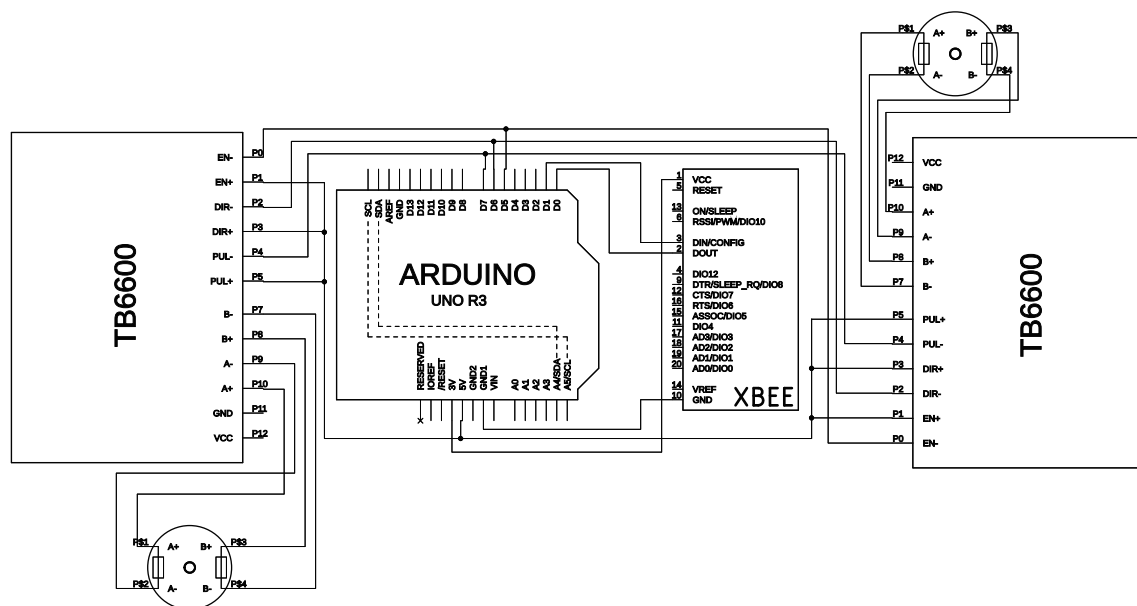 P$1
A+
B+
P$3
P$2
A-
B-
P$4
TB6600
EN-
P0
EN+
P1
DIR-
P2
DIR+
P3
PUL-
P4
PUL+
P5
B-
P7
B+
P8
A-
P9
A+
P10
GND
P11
VCC
P12
SCL
SDA
AREF
GND
D13
D12
D11
D10
D9
D8
D7
D6
D5
D4
D3
D2
D1
D0
ARDUINO
UNO R3
RESERVED
IOREF
/RESET
5V
GND2
GND1
VIN
A0
A1
A2
A3
A4/SDA
A5/SCL
1 VCC
5 RESET
13 ON/SLEEP
6 RSSI/PWM/DIO10
3 DIN/CONFIG
2 DOUT
4 DIO12
9 DTR/SLEEP_RQ/DIO8
12 CTS/DIO7
16 RTS/DIO6
15 ASSOC/DIO5
11 DIO4
17 AD3/DIO3
18 AD2/DIO2
19 AD1/DIO1
20 AD0/DIO0
14 VREF
10 GND
XBEE
P12
VCC
P11
GND
P10
A+
P9
A-
P8
B+
P7
B-
P5
PUL+
P4
PUL-
P3
DIR+
P2
DIR-
P1
EN+
P0
EN-
TB6600
P$1
A+
B+
P$3
P$2
A-
B-
P$4